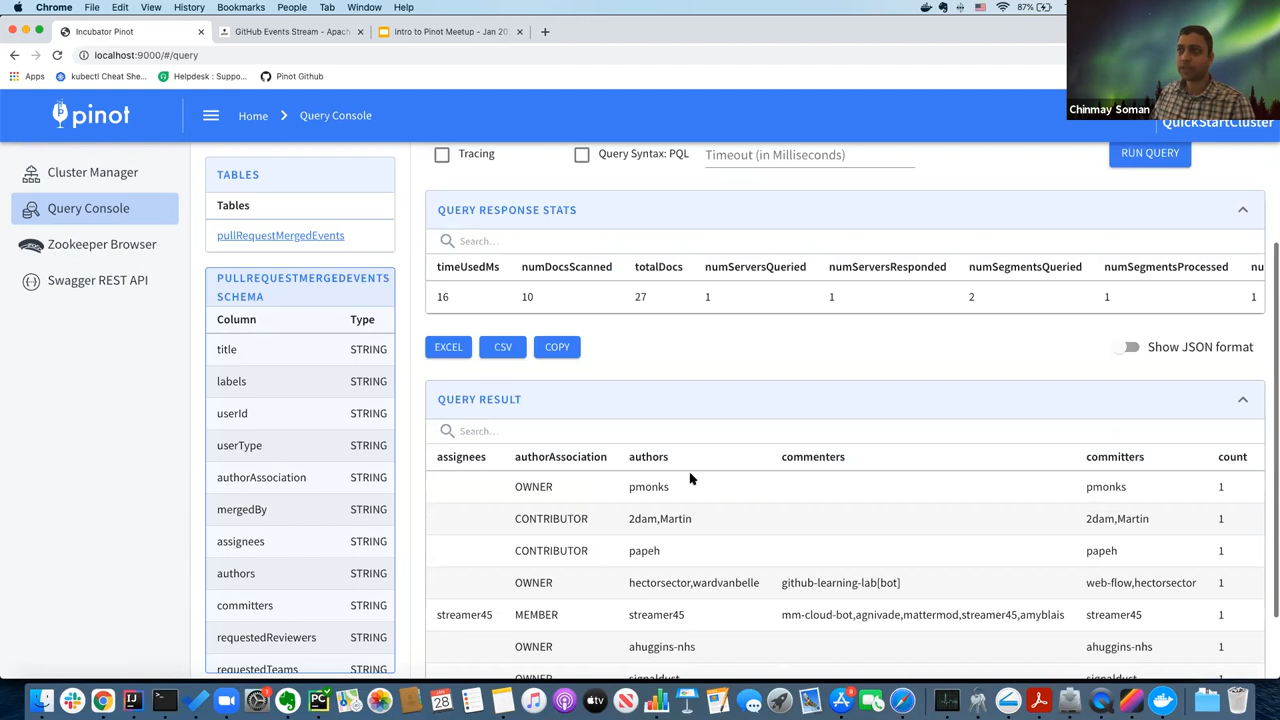 Chrome File Edit View History Bookmarks People Tab Window Help 87%
Incubator Pinot GitHub Events Stream - Apach Intro to Pinot Meetup - Jan 20
localhost:9000/#/query
Apps kubectl Cheat She... Helpdesk : Suppo... Pinot Github
Chinmay Soman
pinot Home Query Console QuickStartCluster
Cluster Manager
Query Console
Zookeeper Browser
Swagger REST API
TABLES
Tables
pullRequestMergedEvents
PULLREQUESTMERGEDEVENTS
SCHEMA
Column Type
title STRING
labels STRING
userId STRING
userType STRING
authorAssociation STRING
mergedBy STRING
assignees STRING
authors STRING
committers STRING
requestedReviewers STRING
requestedTeams STRING
Tracing Query Syntax: PQL Timeout (in Milliseconds) RUN QUERY
QUERY RESPONSE STATS
Search...
timeUsedMs numDocsScanned totalDocs numServersQueried numServersResponded numSegmentsQueried numSegmentsProcessed nu
16 10 27 1 1 2 1 1
EXCEL CSV COPY Show JSON format
QUERY RESULT
Search...
assignees authorAssociation authors commenters committers count
OWNER pmonks pmonks 1
CONTRIBUTOR 2dam,Martin 2dam,Martin 1
CONTRIBUTOR papeh papeh 1
OWNER hectorsector,wardvanbelle github-learning-lab[bot] web-flow,hectorsector 1
streamer45 MEMBER streamer45 mm-cloud-bot,agnivade,mattermod,streamer45,amyblais streamer45 1
OWNER ahuggins-nhs ahuggins-nhs 1